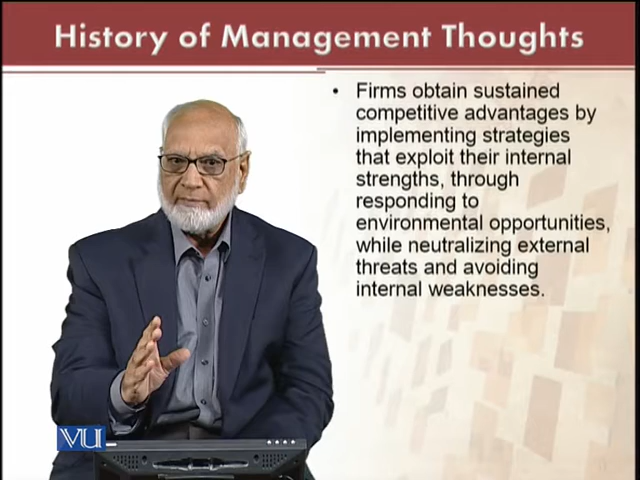 History of Management Thoughts
• Firms obtain sustained
competitive advantages by
implementing strategies
that exploit their internal
strengths, through
responding to
environmental opportunities,
while neutralizing external
threats and avoiding
internal weaknesses.
VU